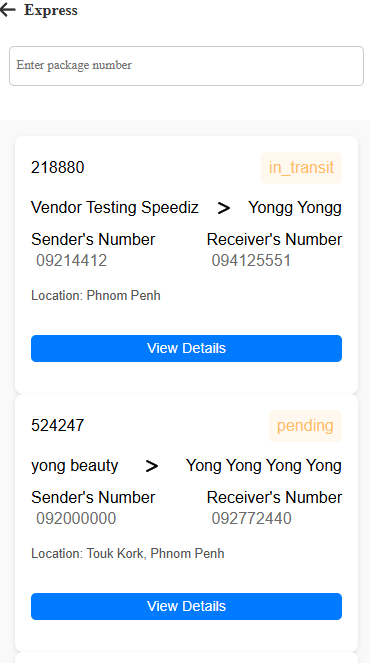 Express
Enter package number
218880 in_transit
Vendor Testing Speediz > Yongg Yongg
Sender's Number Receiver's Number
09214412 094125551
Location: Phnom Penh
View Details
524247 pending
yong beauty > Yong Yong Yong Yong
Sender's Number Receiver's Number
092000000 092772440
Location: Touk Kork, Phnom Penh
View Details